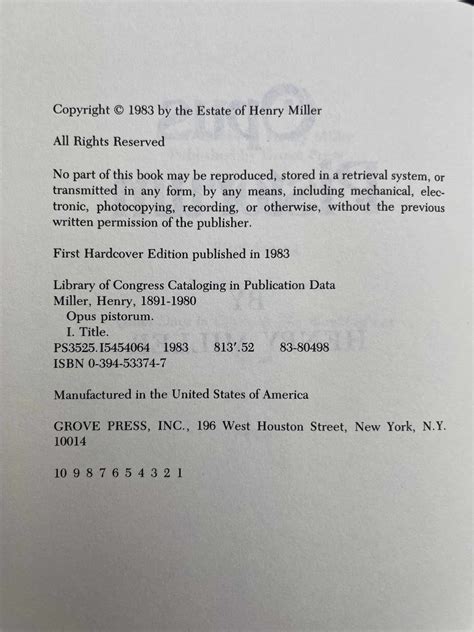 Copyright © 1983 by the Estate of Henry Miller
All Rights Reserved
No part of this book may be reproduced, stored in a retrieval system, or
transmitted in any form, by any means, including mechanical, elec-
tronic, photocopying, recording, or otherwise, without the previous
written permission of the publisher.
First Hardcover Edition published in 1983
Library of Congress Cataloging in Publication Data
Miller, Henry, 1891-1980
Opus pistorum.
I. Title.
PS3525.I5454064 1983 813'.52 83-80498
ISBN 0-394-53374-7
Manufactured in the United States of America
GROVE PRESS, INC., 196 West Houston Street, New York, N.Y.
10014
10 9 8 7 6 5 4 3 2 1